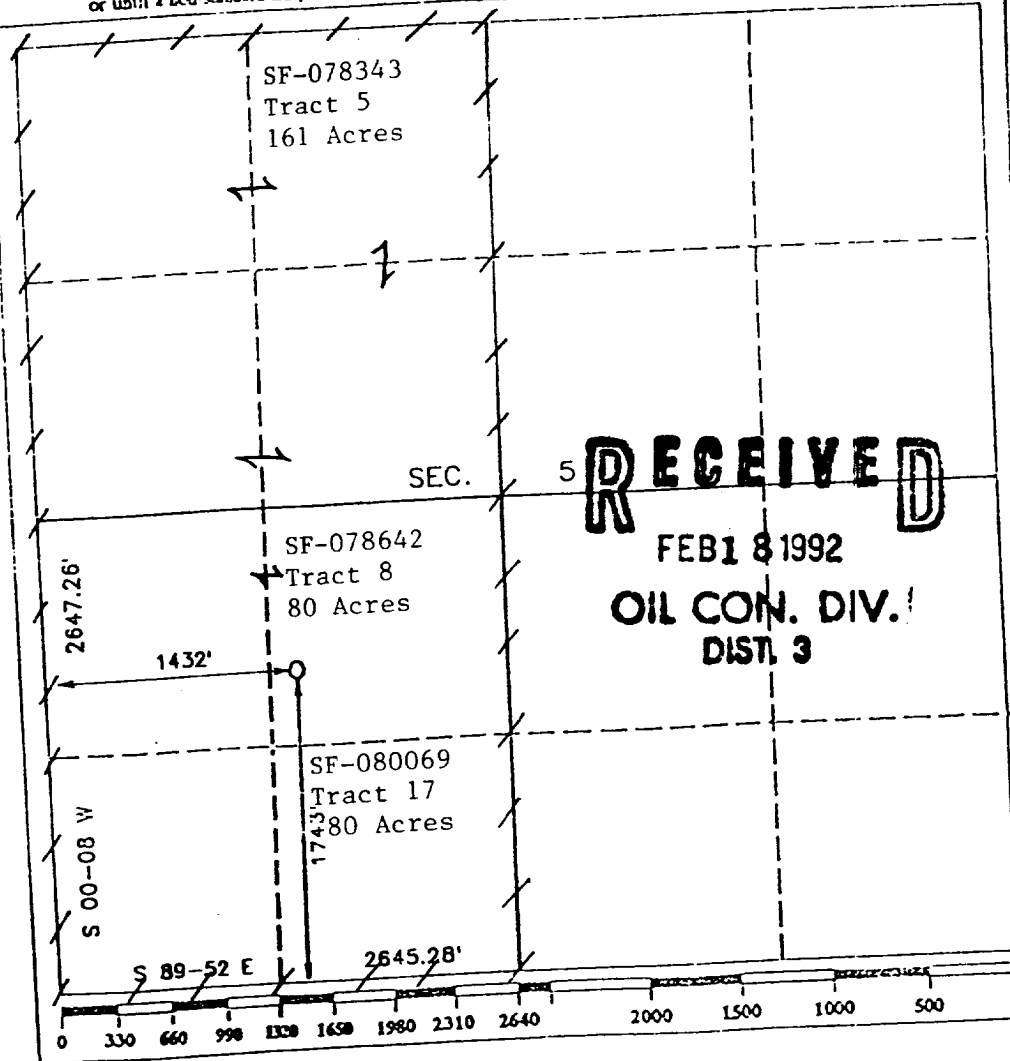 SF-078343
Tract 5
161 Acres
SEC. 5
RECEIVED
FEB 18 1992
OIL CON. DIV.
DIST. 3
SF-078642
Tract 8
80 Acres
2647.26'
1432'
SF-080069
Tract 17
80 Acres
1743'
S 00-08 W
S 89-52 E
2645.28'
0 330 660 990 1320 1650 1980 2310 2640 2000 1500 1000 500